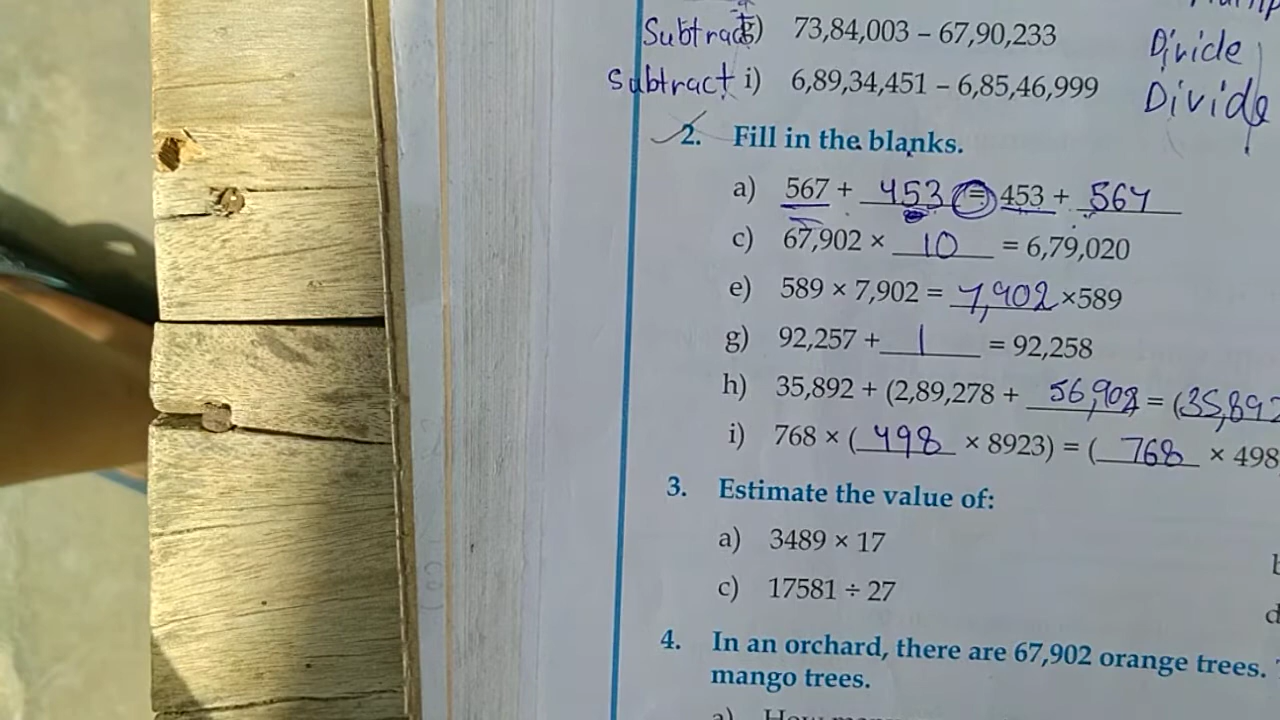 Subtract g) 73,84,003 – 67,90,233 Divide
Subtract i) 6,89,34,451 – 6,85,46,999 Divide
2. Fill in the blanks.
a) 567 + 453 = 453 + 567
c) 67,902 × 10 = 6,79,020
e) 589 × 7,902 = 7,902 ×589
g) 92,257 + 1 = 92,258
h) 35,892 + (2,89,278 + 56,902 = (35,892
i) 768 × ( 498 × 8923) = ( 768 × 498
3. Estimate the value of:
a) 3489 × 17
c) 17581 ÷ 27
4. In an orchard, there are 67,902 orange trees.
mango trees.